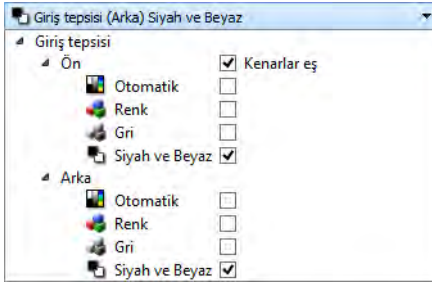 Giriş tepsisi (Arka) Siyah ve Beyaz
Giriş tepsisi
Ön Kenarlar eş
Otomatik
Renk
Gri
Siyah ve Beyaz
Arka
Otomatik
Renk
Gri
Siyah ve Beyaz